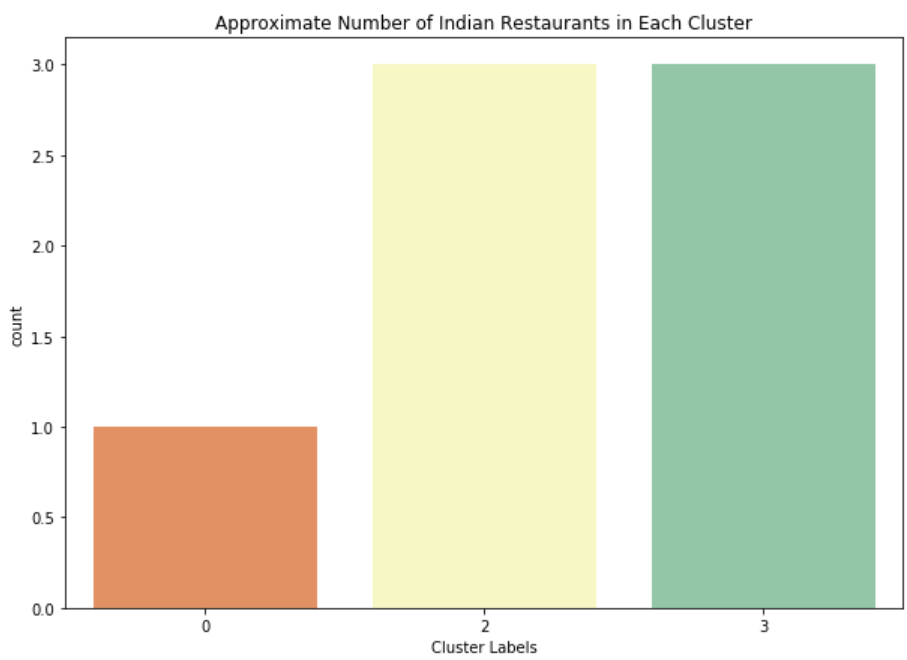 Approximate Number of Indian Restaurants in Each Cluster
3.0
2.5
2.0
1.5
1.0
0.5
0.0
count
0 2 3
Cluster Labels